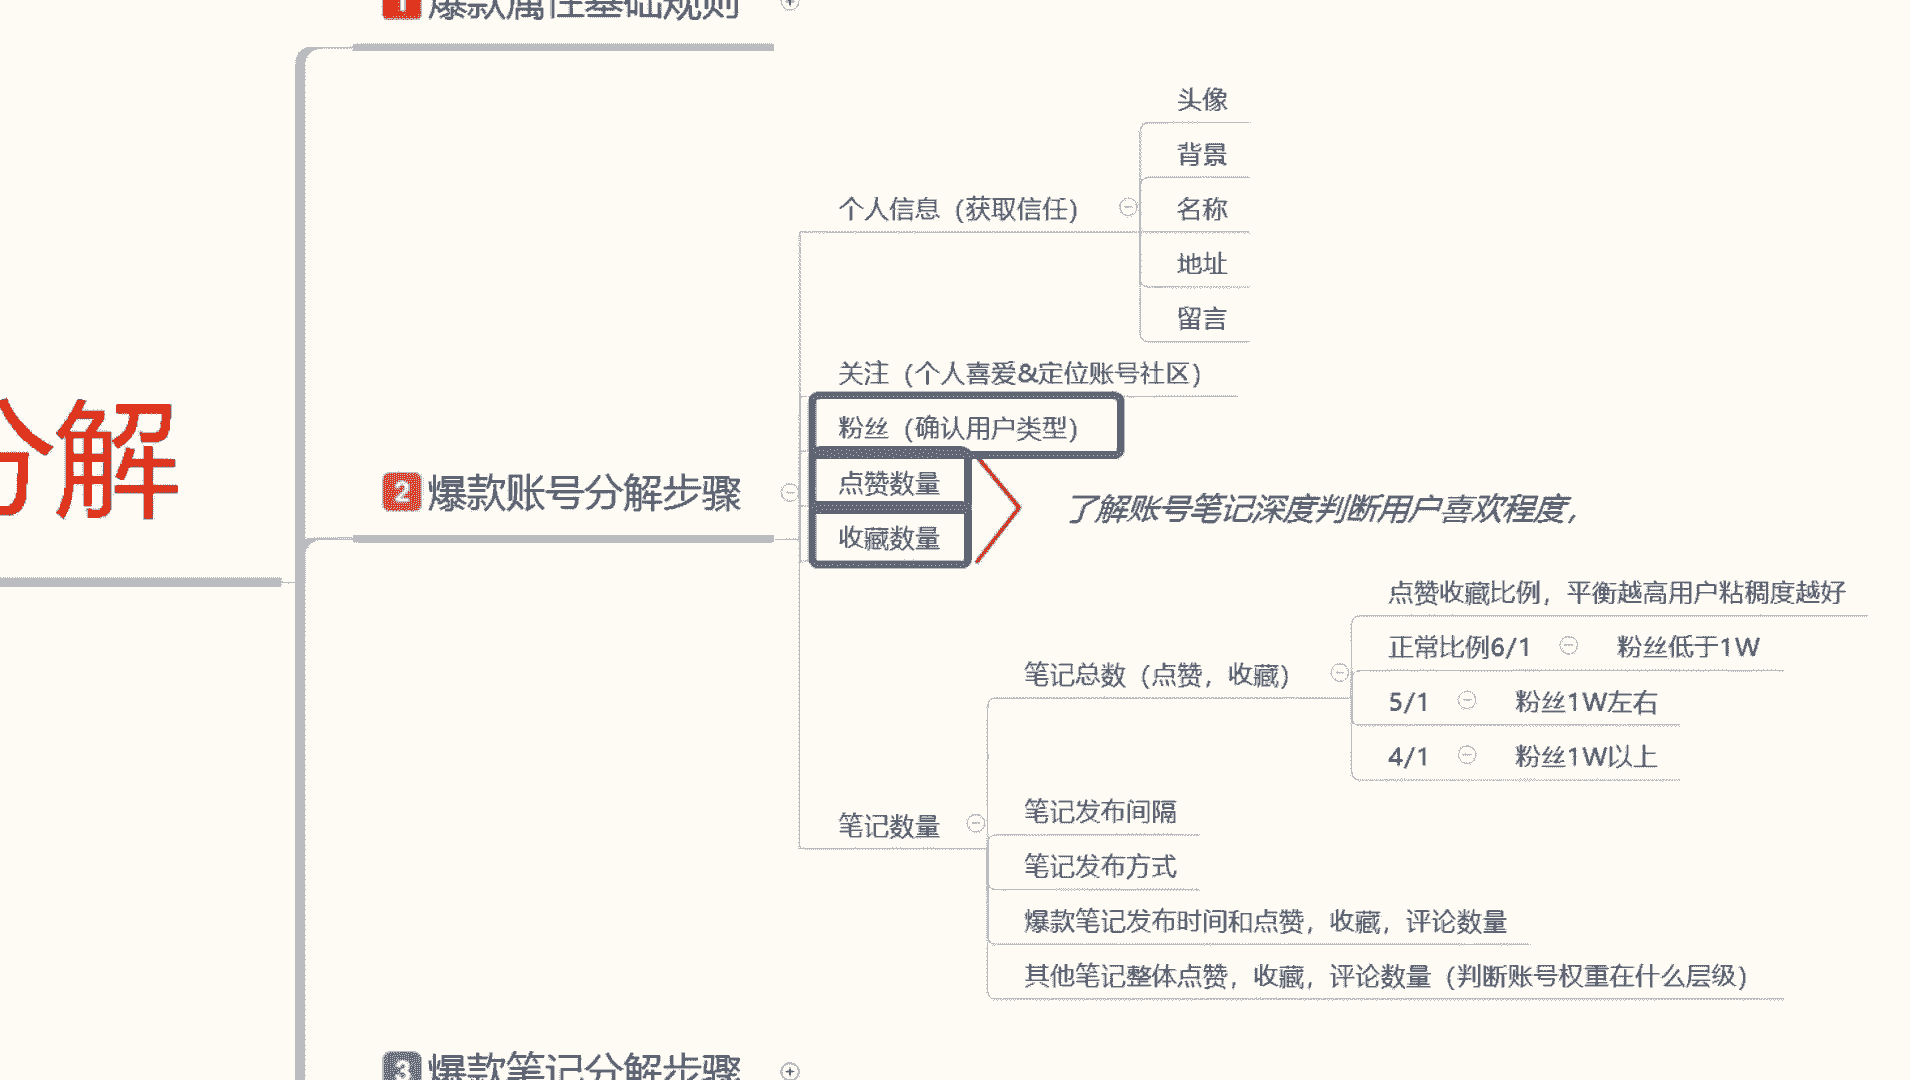 1 爆款属性基础规则
头像
背景
个人信息（获取信任）
名称
地址
留言
关注（个人喜爱&定位账号社区）
粉丝（确认用户类型）
分解
2 爆款账号分解步骤
点赞数量
收藏数量
了解账号笔记深度判断用户喜欢程度，
点赞收藏比例，平衡越高用户粘稠度越好
正常比例6/1 粉丝低于1W
笔记总数（点赞，收藏）
5/1 粉丝1W左右
4/1 粉丝1W以上
笔记数量
笔记发布间隔
笔记发布方式
爆款笔记发布时间和点赞，收藏，评论数量
其他笔记整体点赞，收藏，评论数量（判断账号权重在什么层级）
3 爆款笔记分解步骤